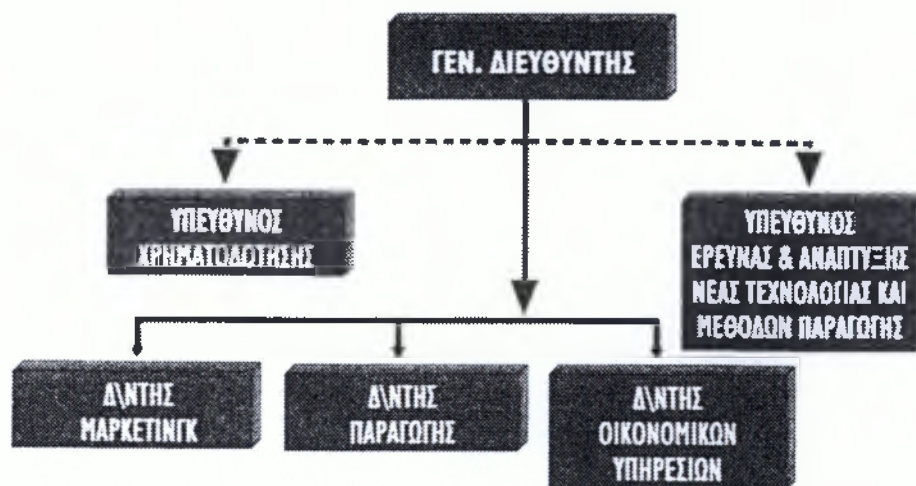 ΓΕΝ. ΔΙΕΥΘΥΝΤΗΣ
ΥΠΕΥΘΥΝΟΣ
ΧΡΗΜΑΤΟΔΟΤΗΣΗΣ
ΥΠΕΥΘΥΝΟΣ
ΕΡΕΥΝΑΣ & ΑΝΑΠΤΥΞΗΣ
ΝΕΑΣ ΤΕΧΝΟΛΟΓΙΑΣ ΚΑΙ
ΜΕΘΟΔΩΝ ΠΑΡΑΓΩΓΗΣ
Δ\ΝΤΗΣ
ΜΑΡΚΕΤΙΝΓΚ
Δ\ΝΤΗΣ
ΠΑΡΑΓΩΓΗΣ
Δ\ΝΤΗΣ
ΟΙΚΟΝΟΜΙΚΩΝ
ΥΠΗΡΕΣΙΩΝ